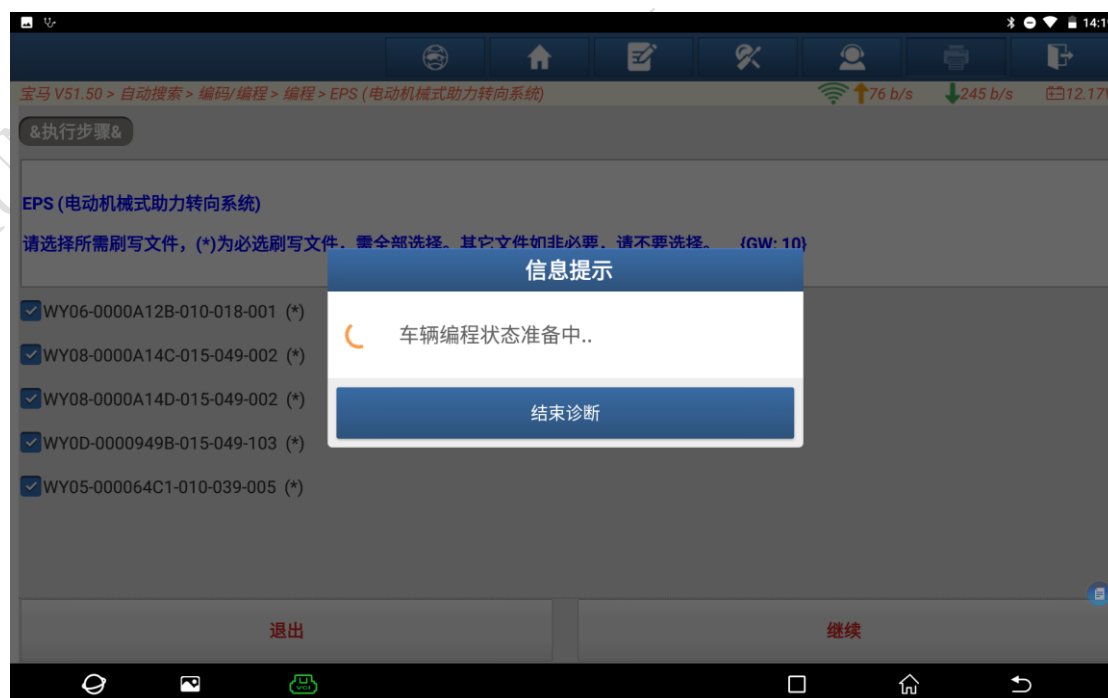 14:19
宝马 V51.50 > 自动搜索 > 编码/编程 > 编程 > EPS (电动机械式助力转向系统)
76 b/s
245 b/s
12.17V
&执行步骤&
EPS (电动机械式助力转向系统)
请选择所需刷写文件，(*)为必选刷写文件，需全部选择。其它文件如非必要，请不要选择。 {GW: 10}
信息提示
车辆编程状态准备中..
结束诊断
WY06-0000A12B-010-018-001 (*)
WY08-0000A14C-015-049-002 (*)
WY08-0000A14D-015-049-002 (*)
WY0D-0000949B-015-049-103 (*)
WY05-000064C1-010-039-005 (*)
退出
继续
VCI